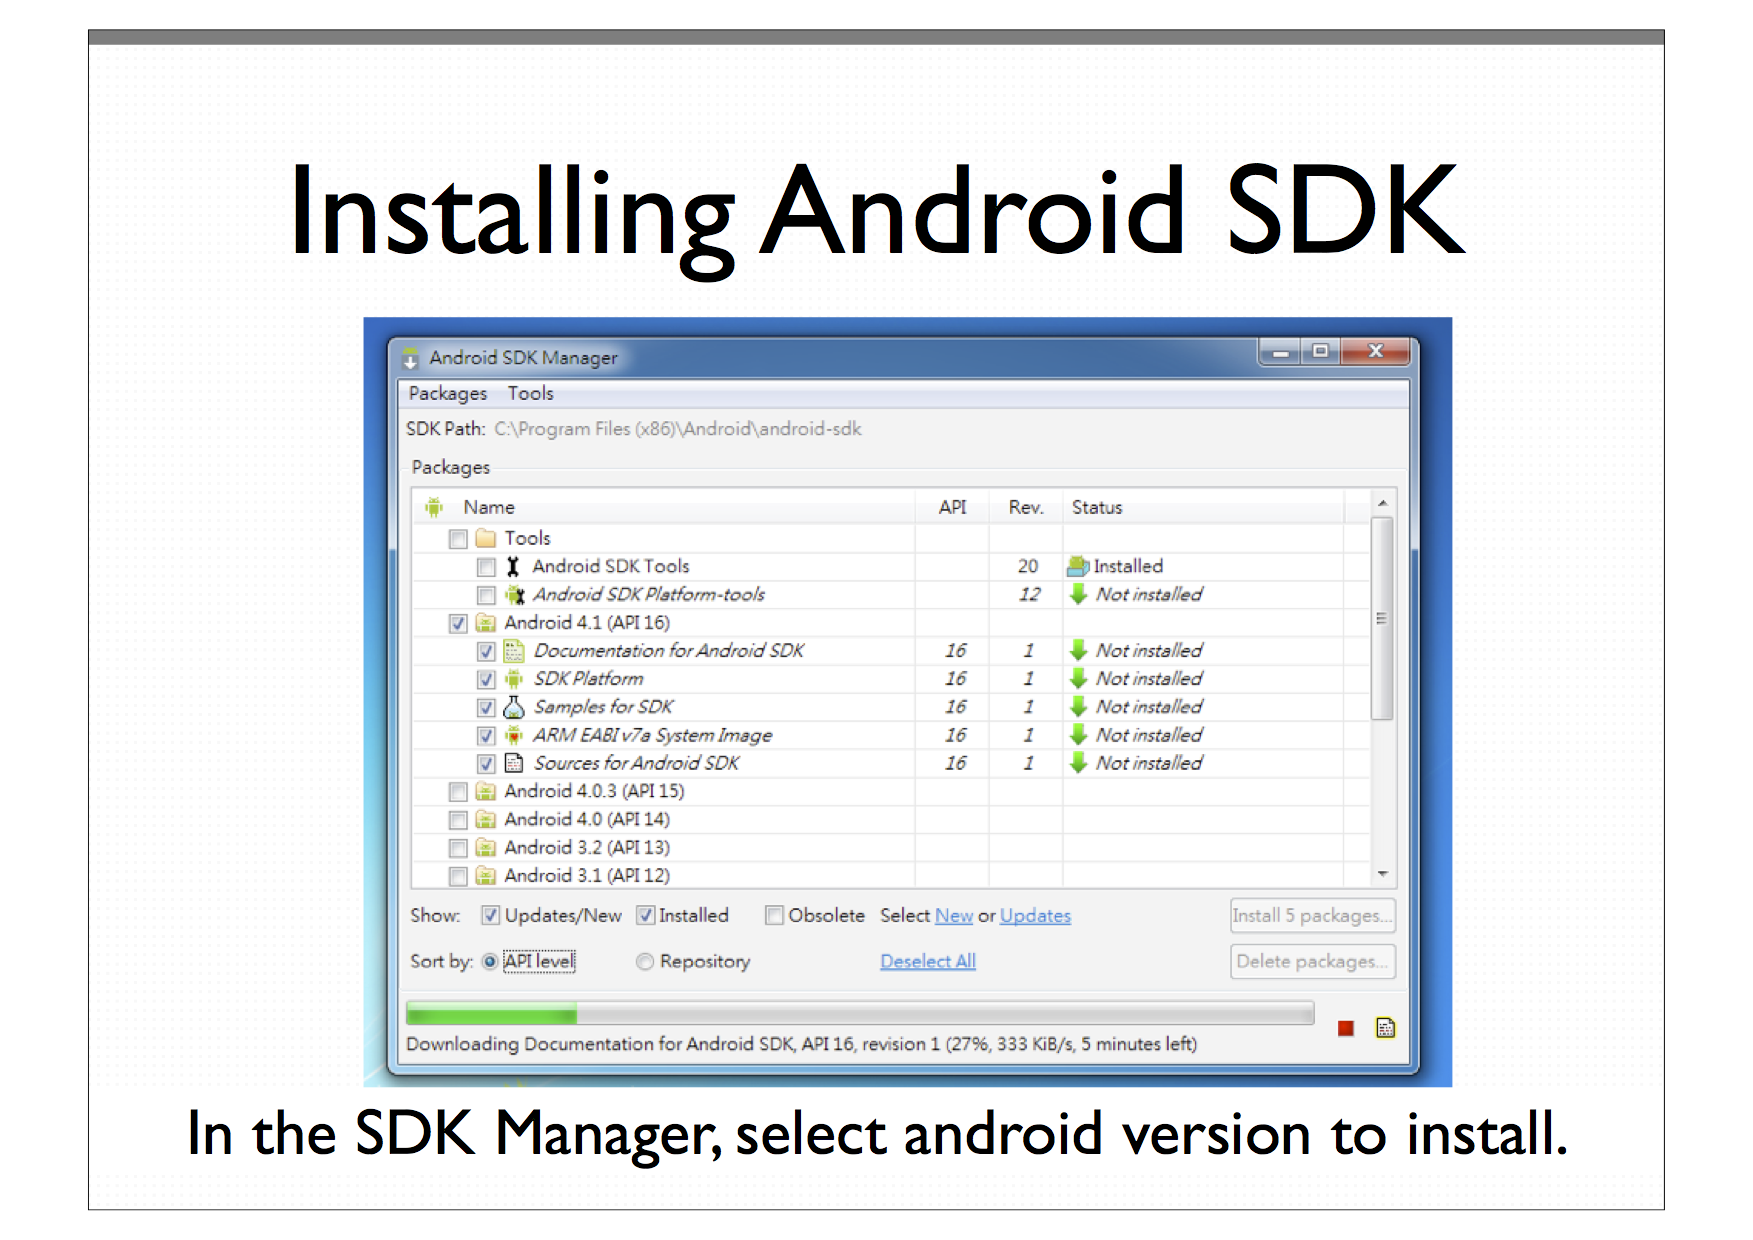 Installing Android SDK
Android SDK Manager
Packages Tools
SDK Path: C:\Program Files (x86)\Android\android-sdk
Packages
Name API Rev. Status
Tools
Android SDK Tools 20 Installed
Android SDK Platform-tools 12 Not installed
Android 4.1 (API 16)
Documentation for Android SDK 16 1 Not installed
SDK Platform 16 1 Not installed
Samples for SDK 16 1 Not installed
ARM EABI v7a System Image 16 1 Not installed
Sources for Android SDK 16 1 Not installed
Android 4.0.3 (API 15)
Android 4.0 (API 14)
Android 3.2 (API 13)
Android 3.1 (API 12)
Show: Updates/New Installed Obsolete Select New or Updates Install 5 packages...
Sort by: API level Repository Deselect All Delete packages...
Downloading Documentation for Android SDK, API 16, revision 1 (27%, 333 KiB/s, 5 minutes left)
In the SDK Manager, select android version to install.